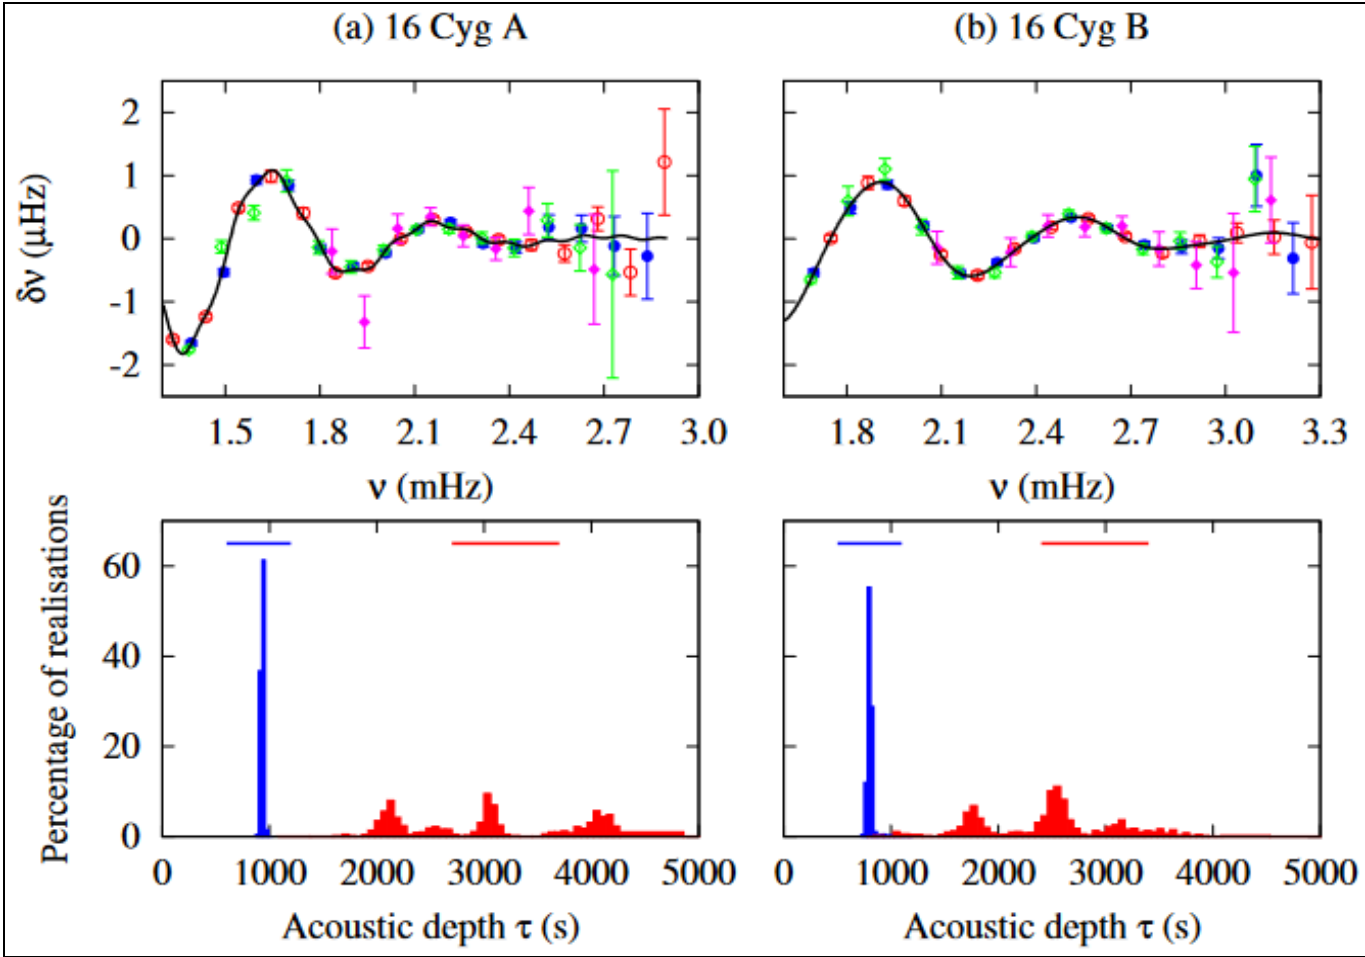 (a) 16 Cyg A
(b) 16 Cyg B
δν (μHz)
2
1
0
-1
-2
1.5 1.8 2.1 2.4 2.7 3.0
1.8 2.1 2.4 2.7 3.0 3.3
ν (mHz)
ν (mHz)
Percentage of realisations
60
40
20
0
0 1000 2000 3000 4000 5000
0 1000 2000 3000 4000 5000
Acoustic depth τ (s)
Acoustic depth τ (s)